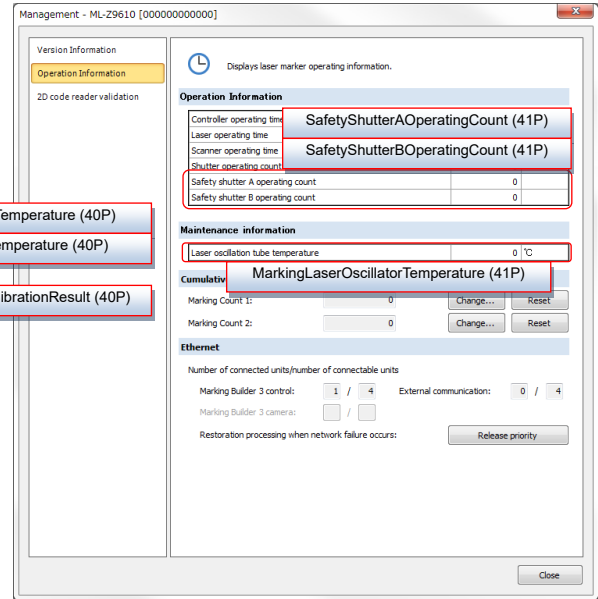 Management - ML-Z9610 [000000000000]
Version Information
Operation Information
2D code reader validation
Displays laser marker operating information.
Operation Information
Controller operating time
Laser operating time
Scanner operating time
Shutter operating count
SafetyShutterAOperatingCount (41P)
SafetyShutterBOperatingCount (41P)
Safety shutter A operating count 0
Safety shutter B operating count 0
Temperature (40P)
emperature (40P)
Maintenance information
Laser oscillation tube temperature 0 ℃
MarkingLaserOscillatorTemperature (41P)
Cumulativ
ibrationResult (40P)
Marking Count 1: 0 Change... Reset
Marking Count 2: 0 Change... Reset
Ethernet
Number of connected units/number of connectable units
Marking Builder 3 control: 1 / 4 External communication: 0 / 4
Marking Builder 3 camera: /
Restoration processing when network failure occurs: Release priority
Close